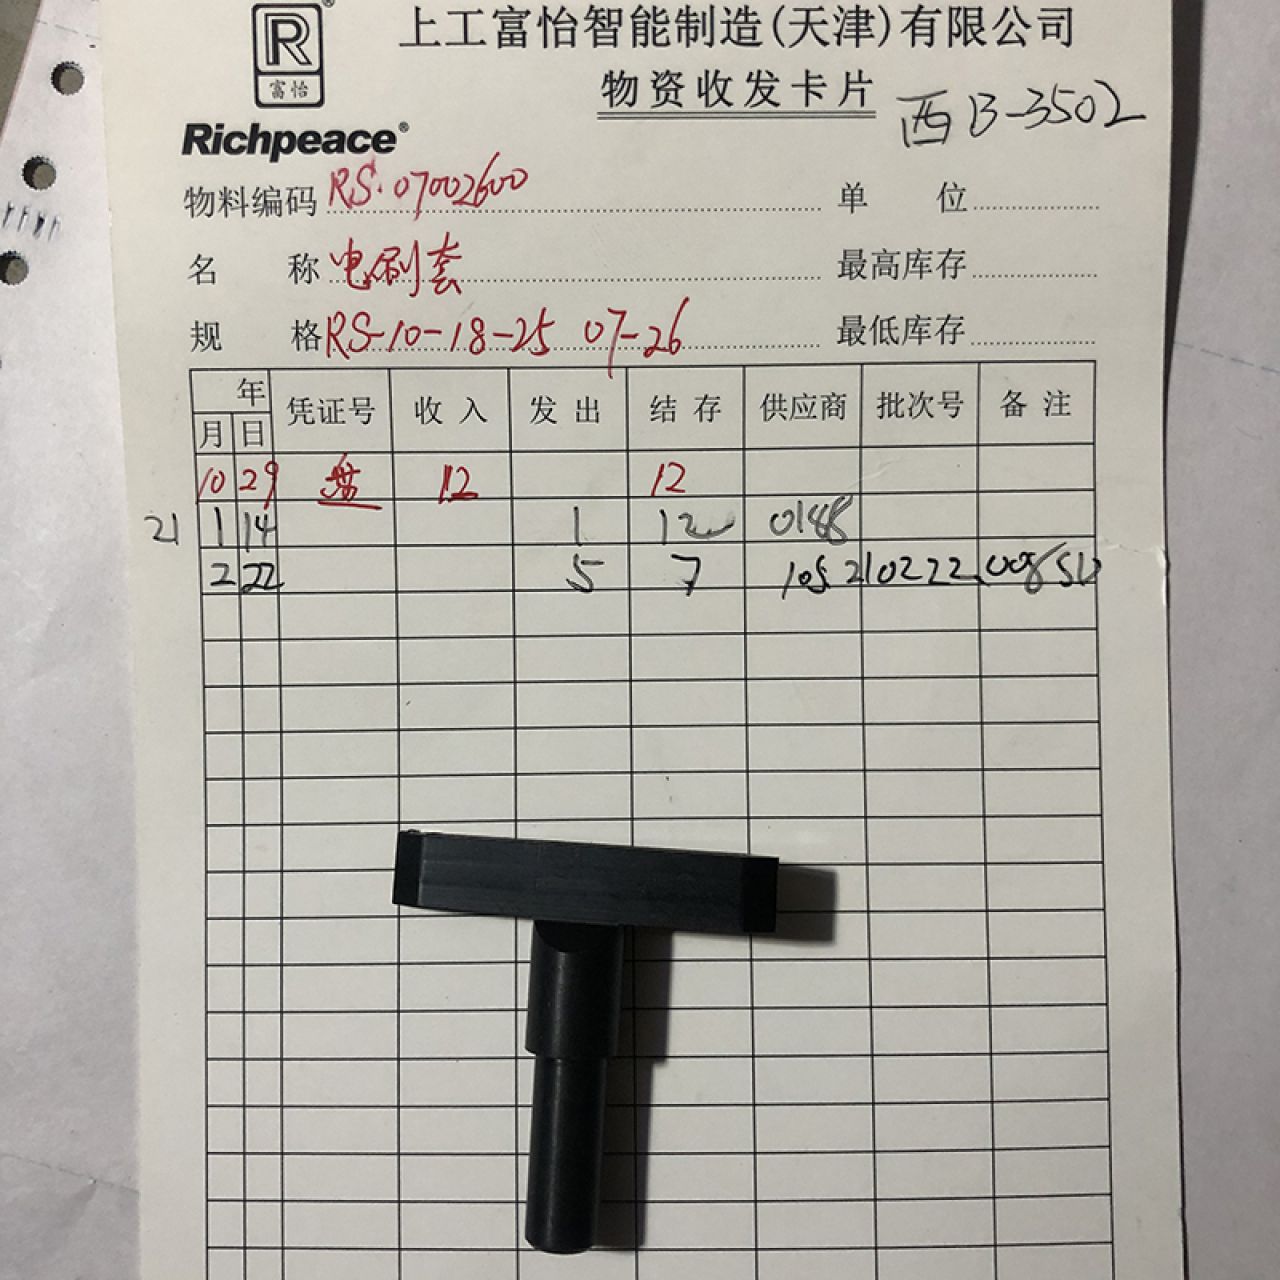 R®
富怡
Richpeace®
上工富怡智能制造(天津)有限公司
物资收发卡片
西B-3502
物料编码 RS.07002600 单位
名称 电刷套 最高库存
规格 RS-10-18-25 07-26 最低库存
年 凭证号 收入 发出 结存 供应商 批次号 备注
月 日
10 29 盘 12 12
21 1 14 1 12 0188
2 22 5 7 105 210222